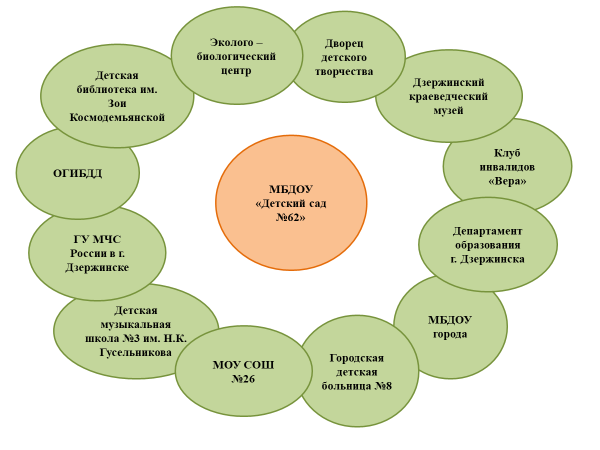 Эколого –
биологический
центр
Дворец
детского
творчества
Детская
библиотека им.
Зои
Космодемьянской
Дзержинский
краеведческий
музей
Клуб
инвалидов
«Вера»
ОГИБДД
МБДОУ
«Детский сад
№62»
Департамент
образования
г. Дзержинска
ГУ МЧС
России в г.
Дзержинске
МБДОУ
города
Детская
музыкальная
школа №3 им. Н.К.
Гусельникова
МОУ СОШ
№26
Городская
детская
больница №8